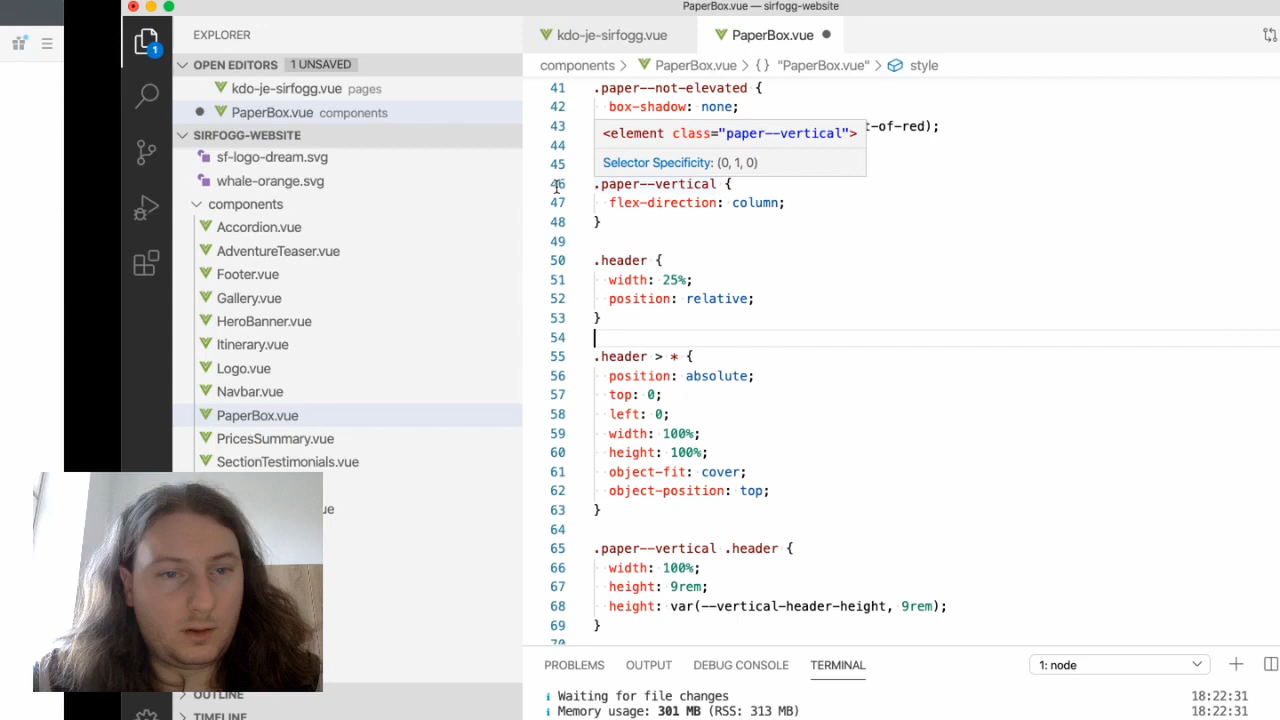 PaperBox.vue — sirfogg-website
EXPLORER
OPEN EDITORS 1 UNSAVED
kdo-je-sirfogg.vue pages
PaperBox.vue components
SIRFOGG-WEBSITE
sf-logo-dream.svg
whale-orange.svg
components
Accordion.vue
AdventureTeaser.vue
Footer.vue
Gallery.vue
HeroBanner.vue
Itinerary.vue
Logo.vue
Navbar.vue
PaperBox.vue
PricesSummary.vue
SectionTestimonials.vue
OUTLINE
TIMELINE
1
kdo-je-sirfogg.vue PaperBox.vue
components > PaperBox.vue > {} "PaperBox.vue" > style
41 .paper--not-elevated {
42 box-shadow: none;
43 t-of-red);
<element class="paper--vertical">
44
Selector Specificity: (0, 1, 0)
45
46 .paper--vertical {
47 flex-direction: column;
48 }
49
50 .header {
51 width: 25%;
52 position: relative;
53 }
54
55 .header > * {
56 position: absolute;
57 top: 0;
58 left: 0;
59 width: 100%;
60 height: 100%;
61 object-fit: cover;
62 object-position: top;
63 }
64
65 .paper--vertical .header {
66 width: 100%;
67 height: 9rem;
68 height: var(--vertical-header-height, 9rem);
69 }
70
PROBLEMS OUTPUT DEBUG CONSOLE TERMINAL 1: node
i Waiting for file changes 18:22:31
i Memory usage: 301 MB (RSS: 313 MB) 18:22:31